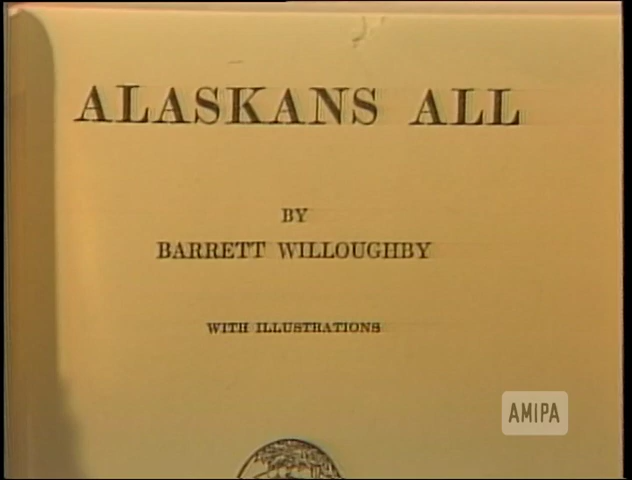 ALASKANS ALL
BY
BARRETT WILLOUGHBY
WITH ILLUSTRATIONS
AMIPA